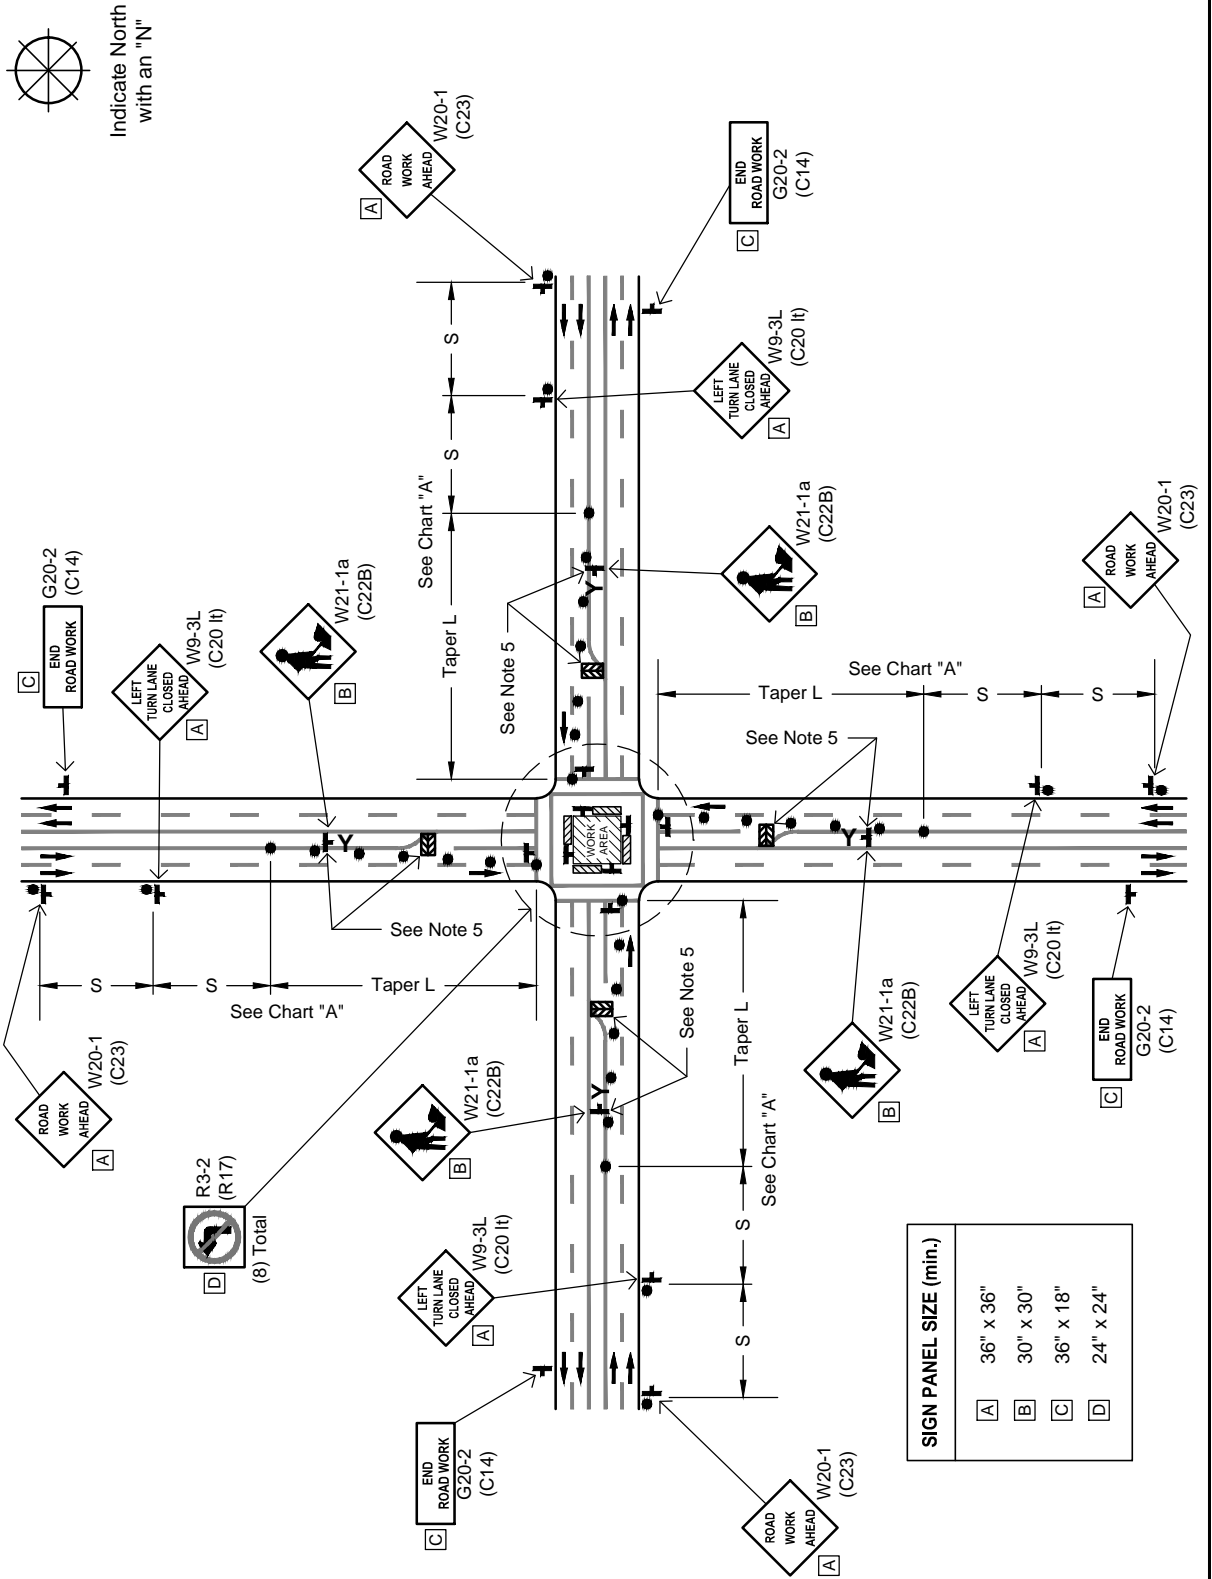 Indicate North
with an "N"
ROAD
WORK
AHEAD
W20-1
(C23)
A
END
ROAD WORK
G20-2
(C14)
C
LEFT
TURN LANE
CLOSED
AHEAD
W9-3L
(C20 lt)
A
W21-1a
(C22B)
B
S
S
See Chart "A"
Taper L
See Note 5
Y
END
ROAD WORK
G20-2
(C14)
C
LEFT
TURN LANE
CLOSED
AHEAD
W9-3L
(C20 lt)
A
W21-1a
(C22B)
B
Y
See Note 5
S
S
Taper L
See Chart "A"
ROAD
WORK
AHEAD
W20-1
(C23)
A
WORK
AREA
See Chart "A"
Taper L
S
S
See Note 5
Y
ROAD
WORK
AHEAD
W20-1
(C23)
A
W21-1a
(C22B)
B
LEFT
TURN LANE
CLOSED
AHEAD
W9-3L
(C20 lt)
A
END
ROAD WORK
G20-2
(C14)
C
R3-2
(R17)
D
(8) Total
W21-1a
(C22B)
B
Y
See Note 5
Taper L
See Chart "A"
S
S
LEFT
TURN LANE
CLOSED
AHEAD
W9-3L
(C20 lt)
A
END
ROAD WORK
G20-2
(C14)
C
ROAD
WORK
AHEAD
W20-1
(C23)
A
SIGN PANEL SIZE (min.)
A 36" x 36"
B 30" x 30"
C 36" x 18"
D 24" x 24"